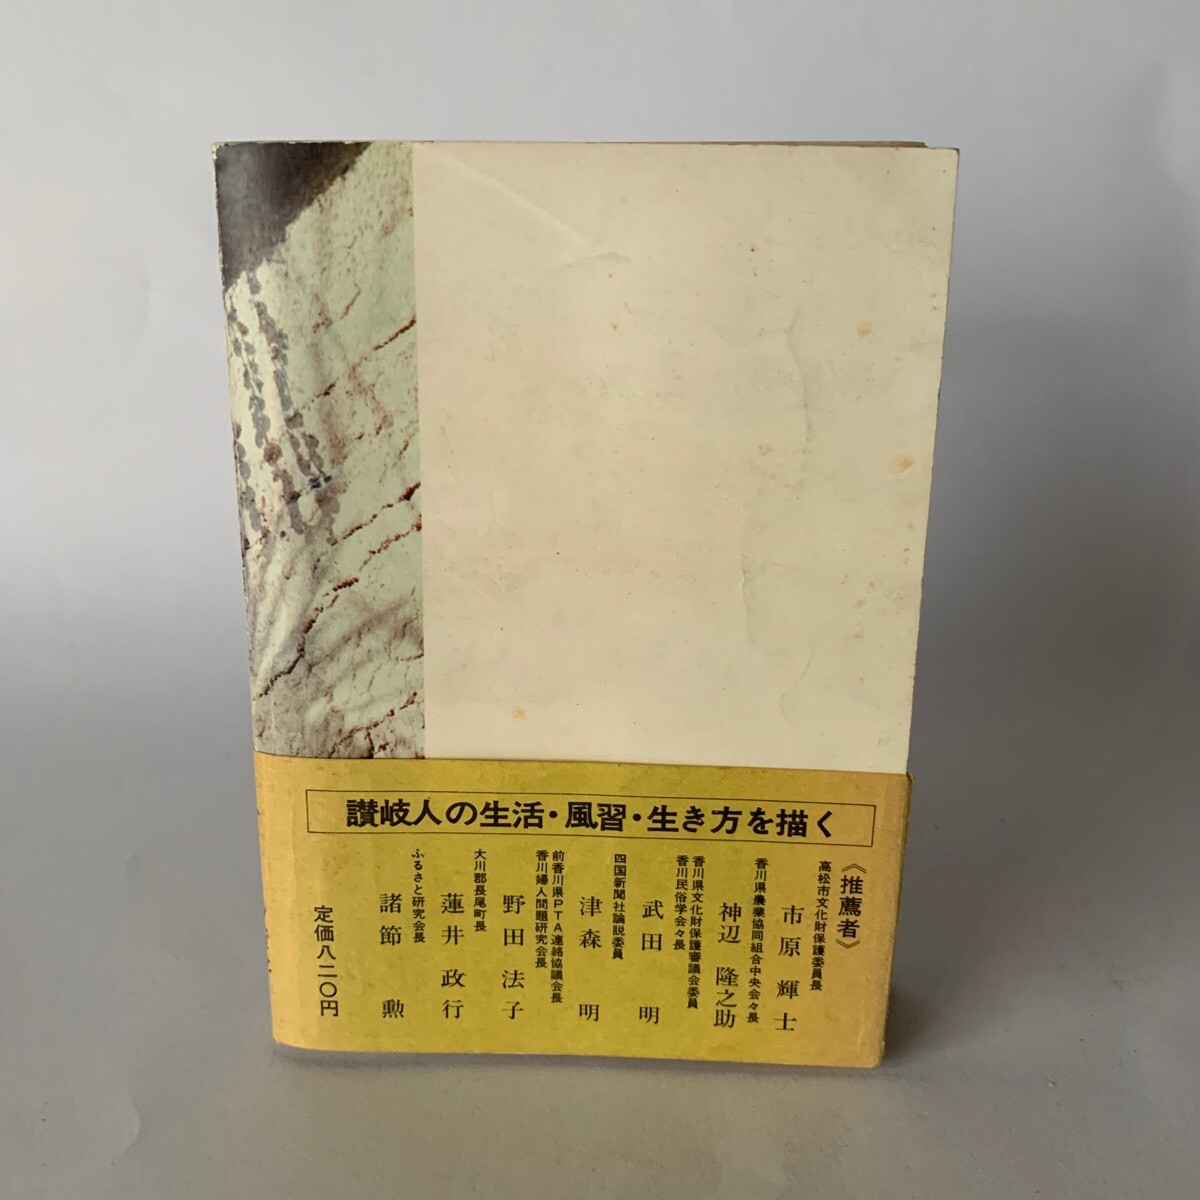 讃岐人の生活・風習・生き方を描く
《推薦者》
高松市文化財保護委員長
市原輝士
香川県農業協同組合中央会々長
神辺隆之助
香川県文化財保護審議会委員
香川民俗学会々長
武田明
四国新聞社論説委員
津森明
前香川県PTA連絡協議会長
香川婦人問題研究会長
野田法子
大川郡長尾町長
蓮井政行
ふるさと研究会長
諸節勲
定価八二〇円